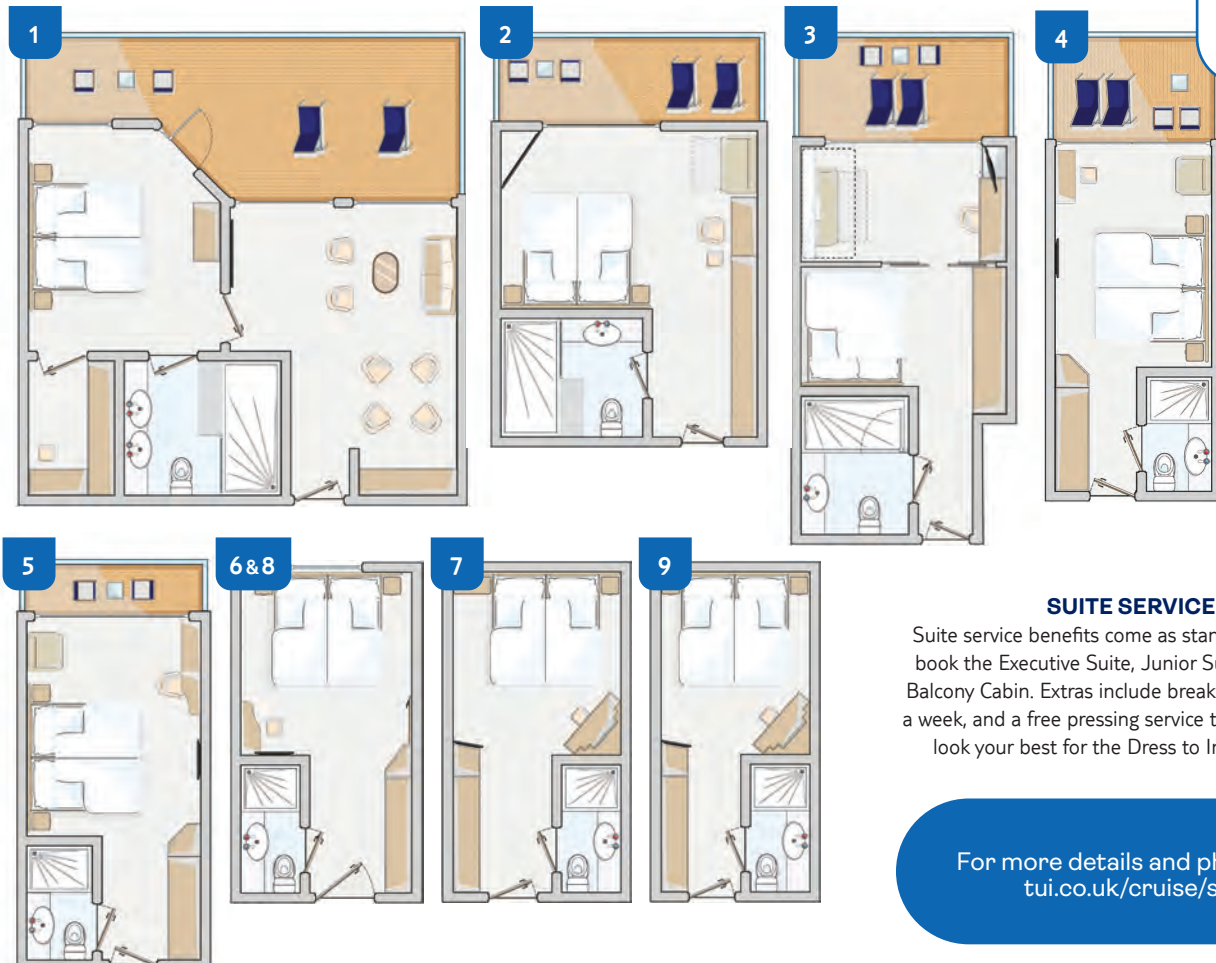 1
2
3
4
5
6&8
7
9
SUITE SERVICE
Suite service benefits come as
book the Executive Suite, Junior
Balcony Cabin. Extras include
a week, and a free pressing service
look your best for the Dress to
For more details and
tui.co.uk/cruise/